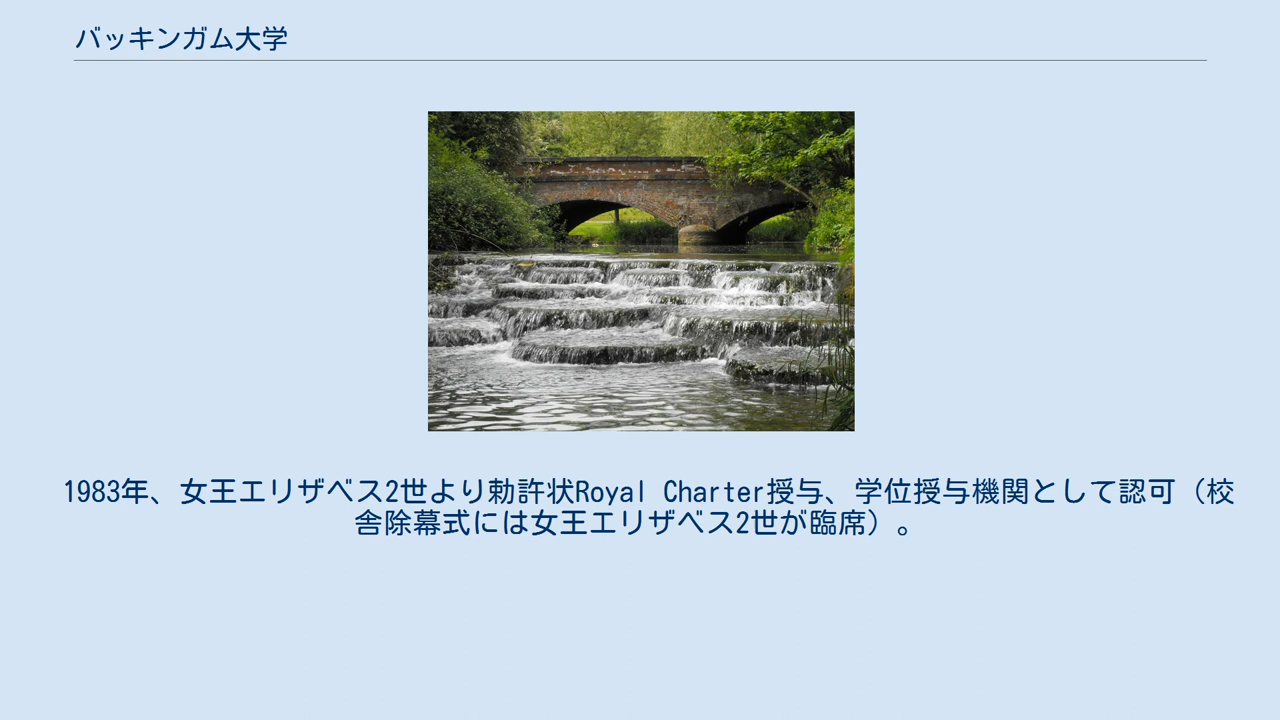 バッキンガム大学
1983年、女王エリザベス2世より勅許状Royal Charter授与、学位授与機関として認可（校
舎除幕式には女王エリザベス2世が臨席）。